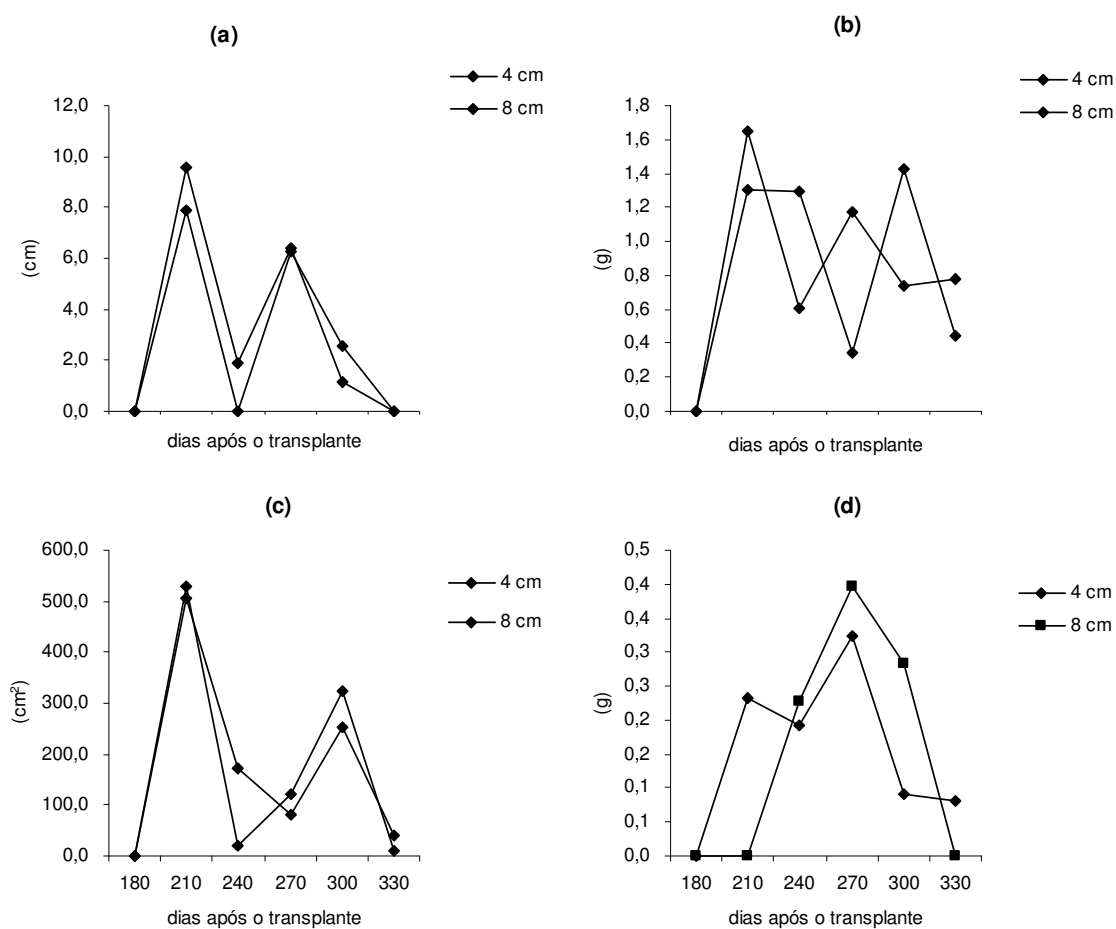 (a)
4 cm
8 cm
12,0
10,0
8,0
6,0
4,0
2,0
0,0
(cm)
dias após o transplante
(b)
4 cm
8 cm
1,8
1,6
1,4
1,2
1,0
0,8
0,6
0,4
0,2
0,0
(g)
dias após o transplante
(c)
4 cm
8 cm
600,0
500,0
400,0
300,0
200,0
100,0
0,0
(cm²)
180 210 240 270 300 330
dias após o transplante
(d)
4 cm
8 cm
0,5
0,4
0,4
0,3
0,3
0,2
0,2
0,1
0,1
0,0
(g)
180 210 240 270 300 330
dias após o transplante